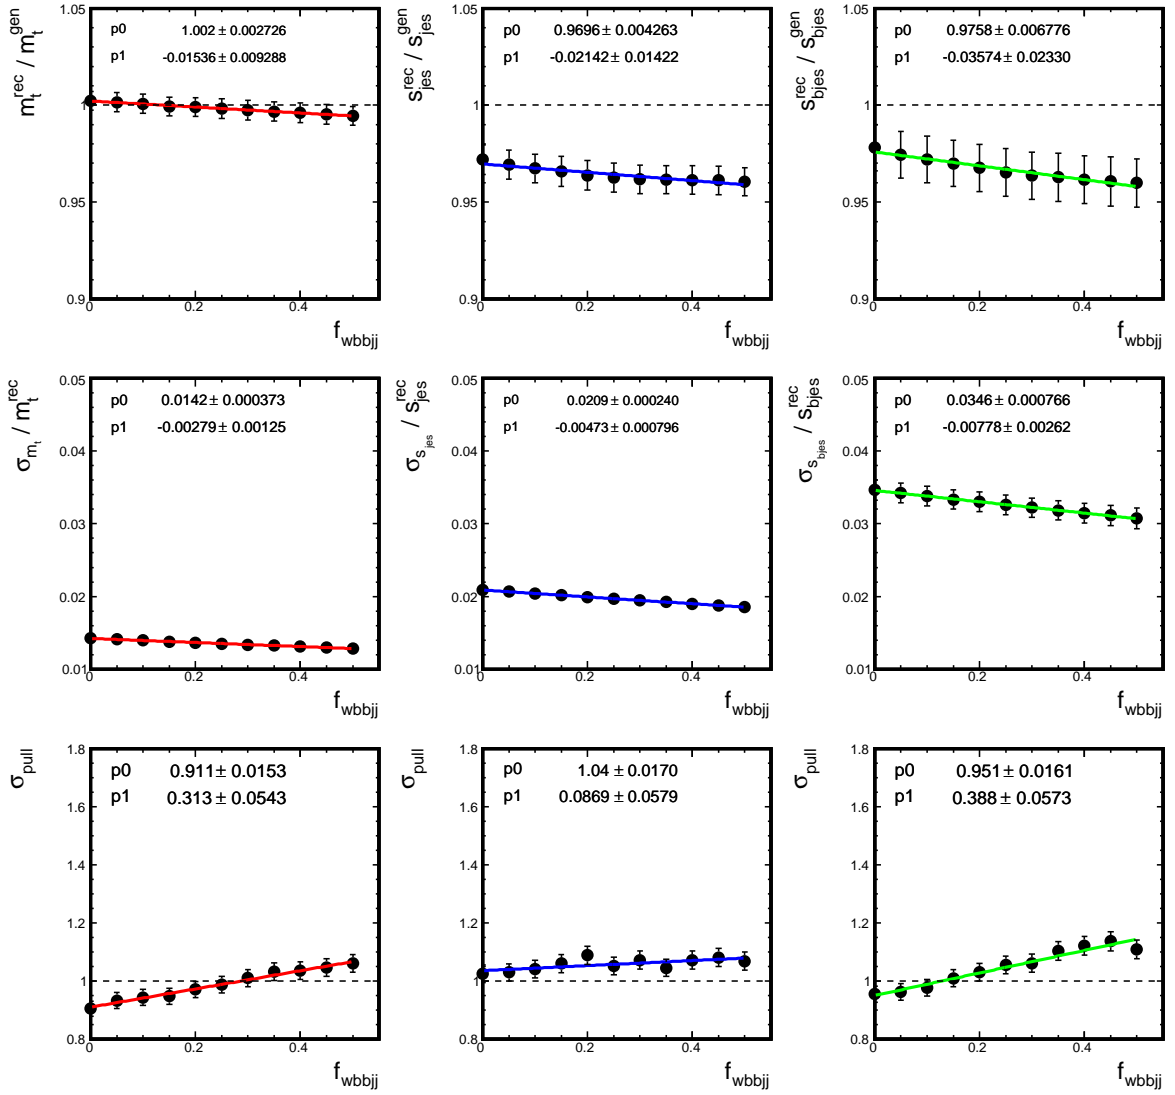 m_t^rec / m_t^gen
1.05
1
0.95
0.9
p0 1.002 ± 0.002726
p1 -0.01536 ± 0.009288
0 0.2 0.4
f_wbbjj
s_jes^rec / s_jes^gen
1.05
1
0.95
0.9
p0 0.9696 ± 0.004263
p1 -0.02142 ± 0.01422
0 0.2 0.4
f_wbbjj
s_bjes^rec / s_bjes^gen
1.05
1
0.95
0.9
p0 0.9758 ± 0.006776
p1 -0.03574 ± 0.02330
0 0.2 0.4
f_wbbjj
σ_m_t / m_t^rec
0.05
0.04
0.03
0.02
0.01
p0 0.0142 ± 0.000373
p1 -0.00279 ± 0.00125
0 0.2 0.4
f_wbbjj
σ_s_jes / s_jes^rec
0.05
0.04
0.03
0.02
0.01
p0 0.0209 ± 0.000240
p1 -0.00473 ± 0.000796
0 0.2 0.4
f_wbbjj
σ_s_bjes / s_bjes^rec
0.05
0.04
0.03
0.02
0.01
p0 0.0346 ± 0.000766
p1 -0.00778 ± 0.00262
0 0.2 0.4
f_wbbjj
σ_pull
1.8
1.6
1.4
1.2
1
0.8
p0 0.911 ± 0.0153
p1 0.313 ± 0.0543
0 0.2 0.4
f_wbbjj
σ_pull
1.8
1.6
1.4
1.2
1
0.8
p0 1.04 ± 0.0170
p1 0.0869 ± 0.0579
0 0.2 0.4
f_wbbjj
σ_pull
1.8
1.6
1.4
1.2
1
0.8
p0 0.951 ± 0.0161
p1 0.388 ± 0.0573
0 0.2 0.4
f_wbbjj